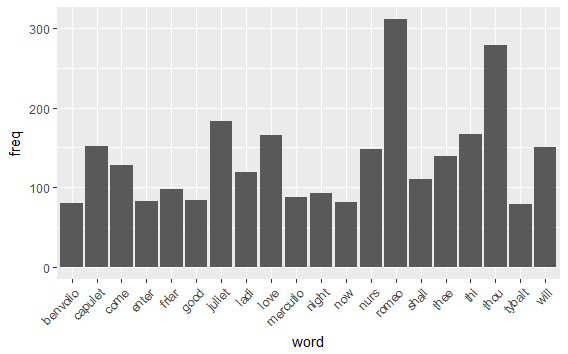 300
200
100
0
freq
benvolio
capulet
come
enter
friar
good
juliet
ladi
love
mercutio
night
now
nurs
romeo
shall
thee
thi
thou
tybalt
will
word